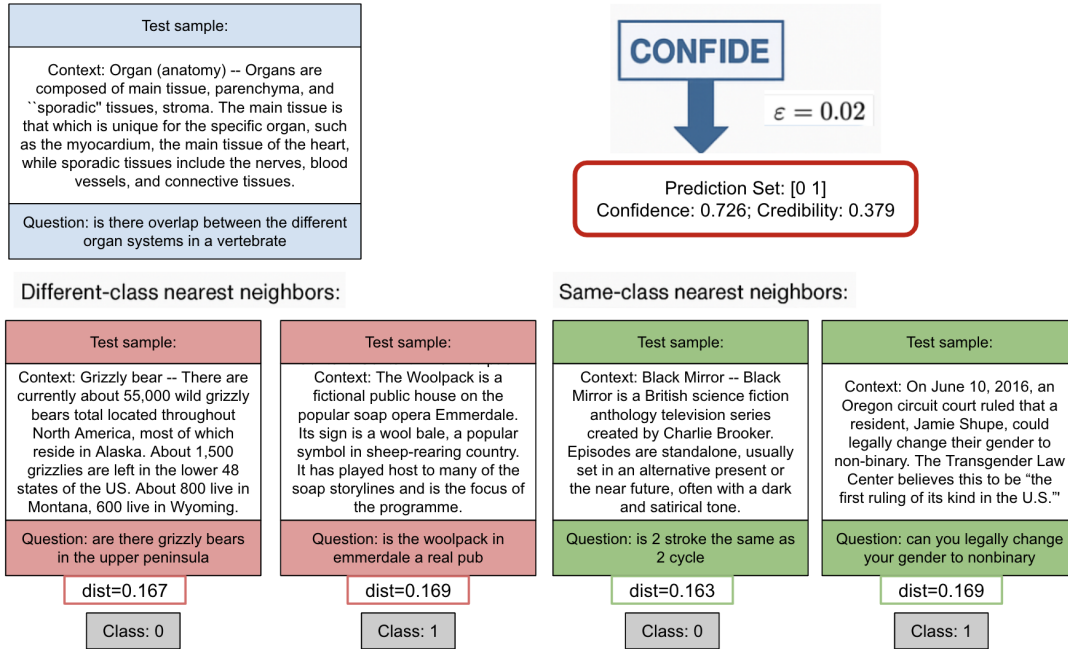 Test sample:
Context: Organ (anatomy) -- Organs are
composed of main tissue, parenchyma, and
``sporadic" tissues, stroma. The main tissue is
that which is unique for the specific organ, such
as the myocardium, the main tissue of the heart,
while sporadic tissues include the nerves, blood
vessels, and connective tissues.
Question: is there overlap between the different
organ systems in a vertebrate
CONFIDE
ε = 0.02
Prediction Set: [0 1]
Confidence: 0.726; Credibility: 0.379
Different-class nearest neighbors:
Test sample:
Context: Grizzly bear -- There are
currently about 55,000 wild grizzly
bears total located throughout
North America, most of which
reside in Alaska. About 1,500
grizzlies are left in the lower 48
states of the US. About 800 live in
Montana, 600 live in Wyoming.
Question: are there grizzly bears
in the upper peninsula
dist=0.167
Class: 0
Test sample:
Context: The Woolpack is a
fictional public house on the
popular soap opera Emmerdale.
Its sign is a wool bale, a popular
symbol in sheep-rearing country.
It has played host to many of the
soap storylines and is the focus of
the programme.
Question: is the woolpack in
emmerdale a real pub
dist=0.169
Class: 1
Same-class nearest neighbors:
Test sample:
Context: Black Mirror -- Black
Mirror is a British science fiction
anthology television series
created by Charlie Brooker.
Episodes are standalone, usually
set in an alternative present or
the near future, often with a dark
and satirical tone.
Question: is 2 stroke the same as
2 cycle
dist=0.163
Class: 0
Test sample:
Context: On June 10, 2016, an
Oregon circuit court ruled that a
resident, Jamie Shupe, could
legally change their gender to
non-binary. The Transgender Law
Center believes this to be “the
first ruling of its kind in the U.S.”'
Question: can you legally change
your gender to nonbinary
dist=0.169
Class: 1